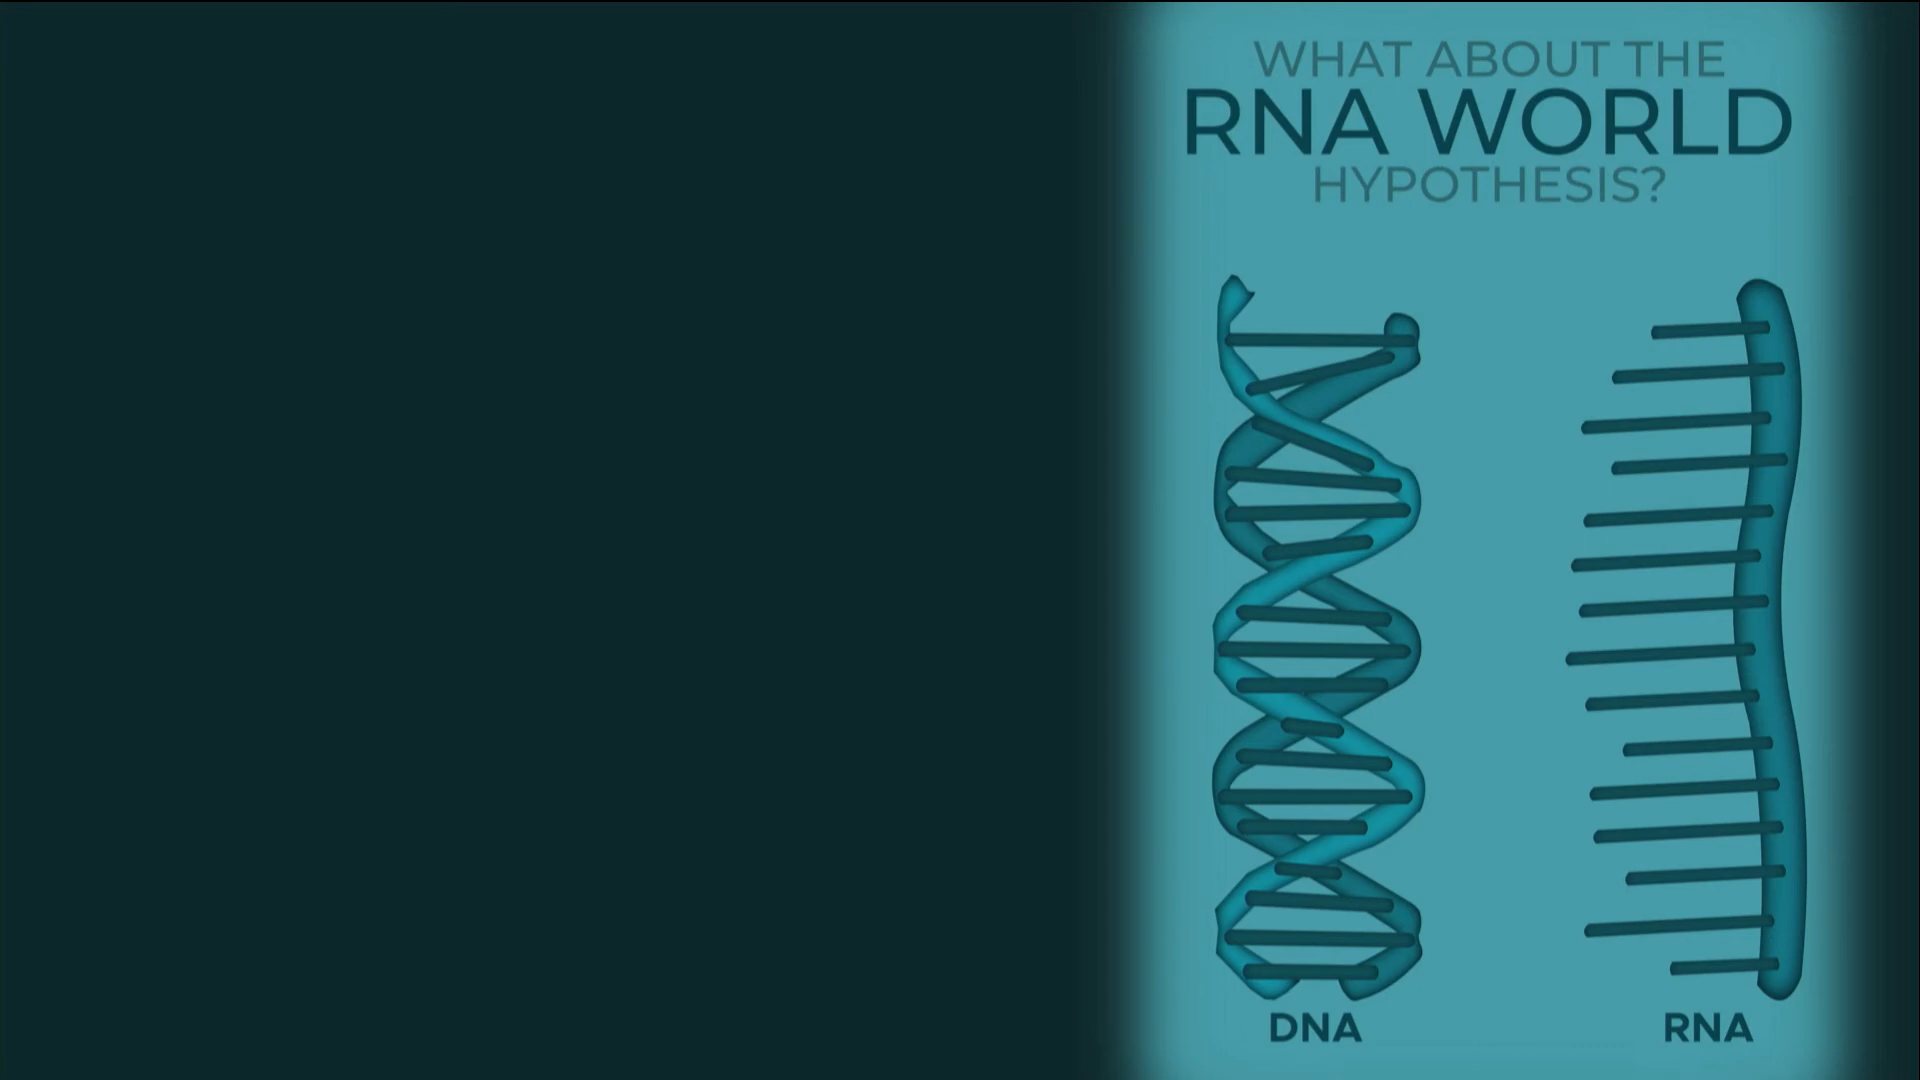 WHAT ABOUT THE
RNA WORLD
HYPOTHESIS?
DNA
RNA